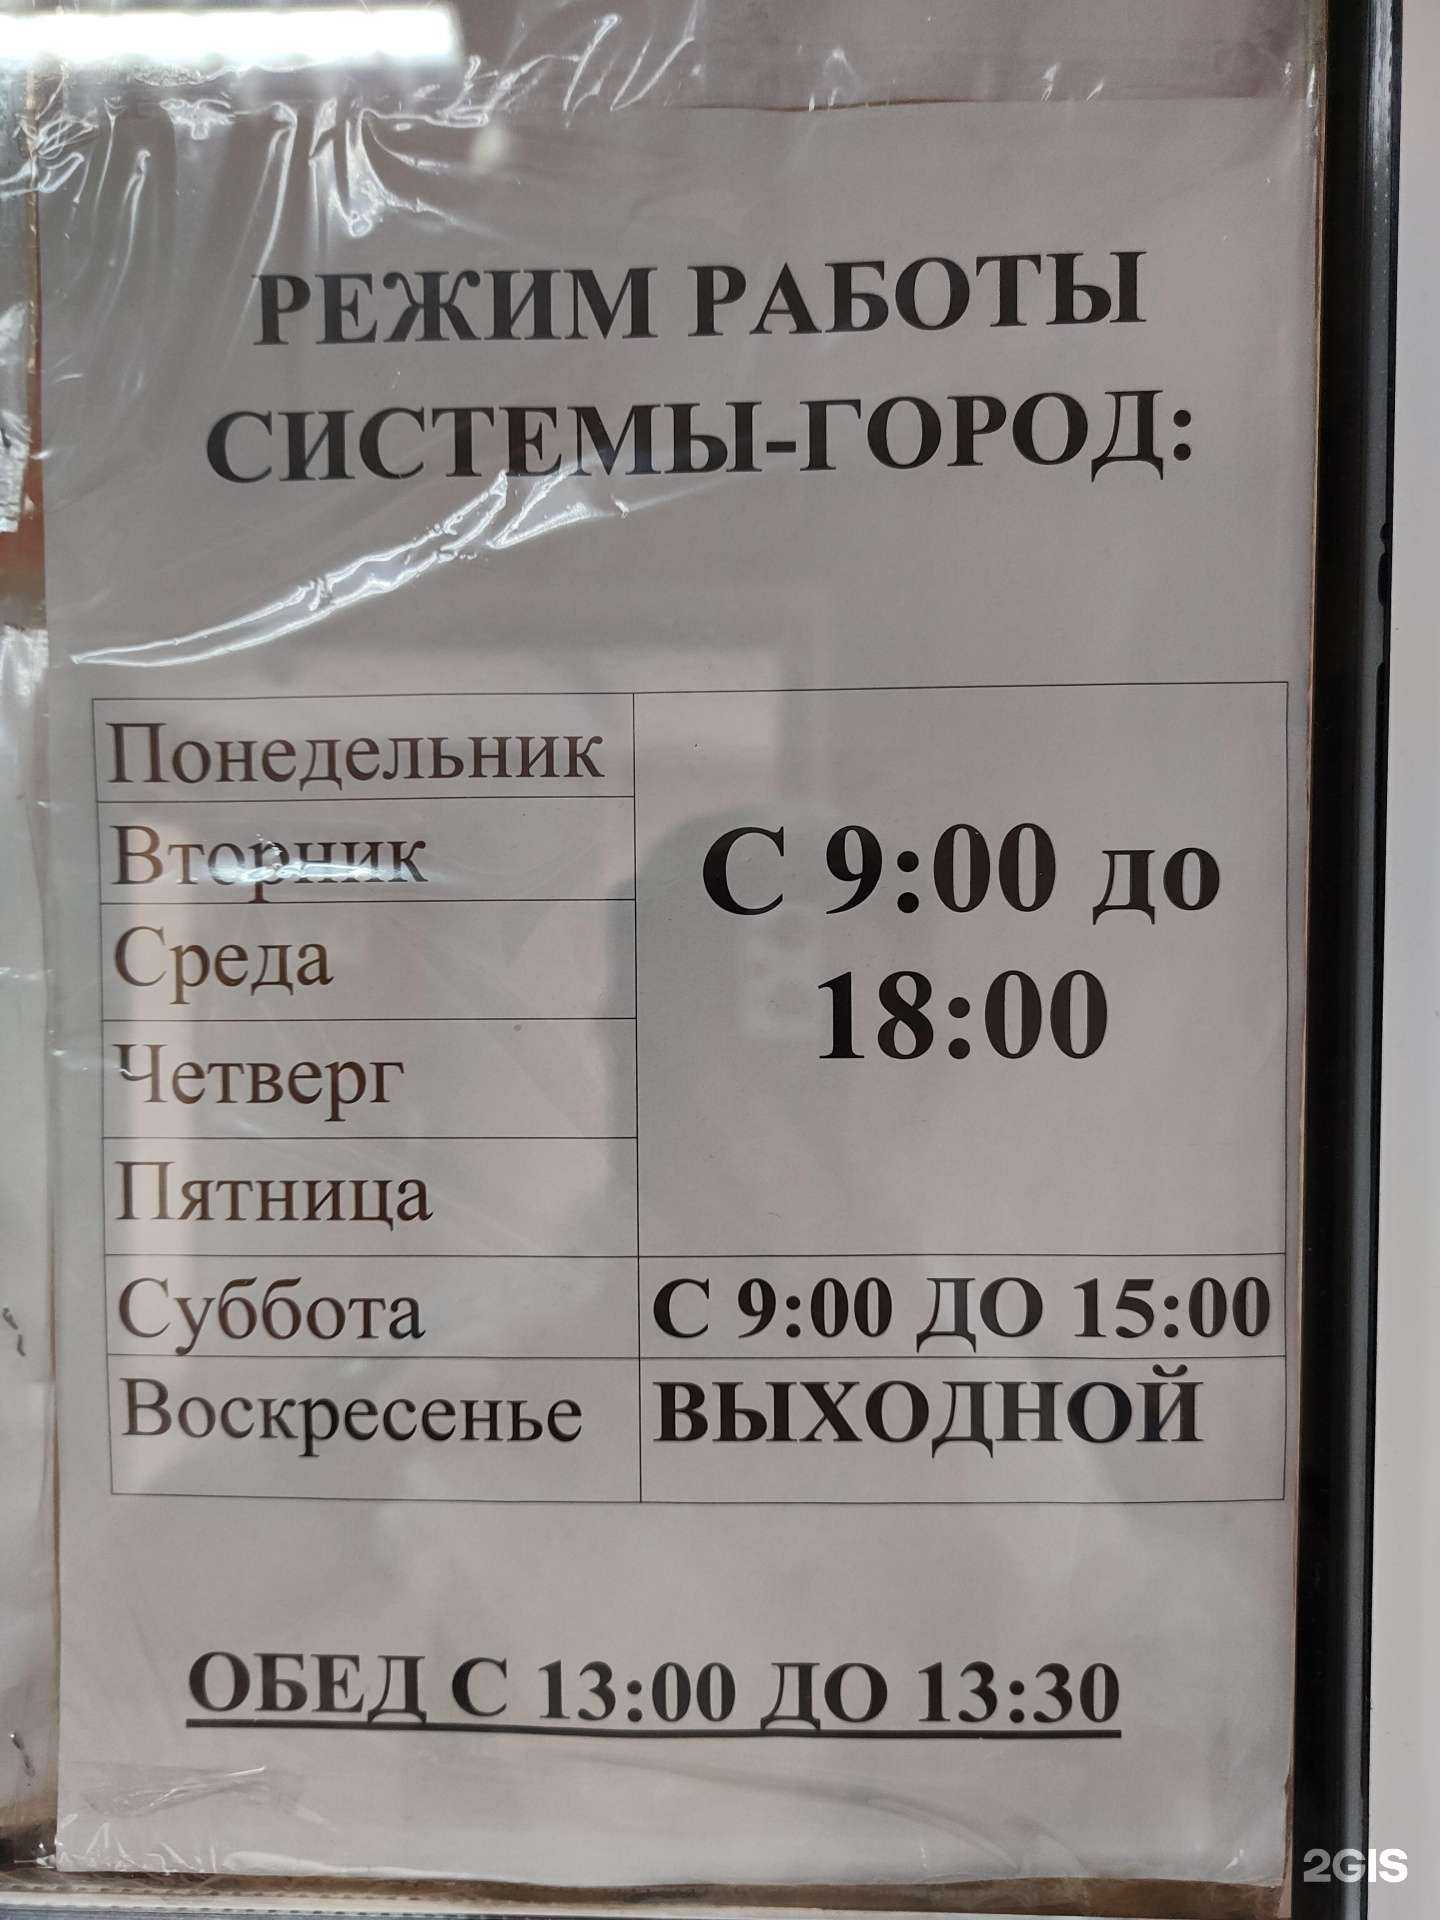 РЕЖИМ РАБОТЫ
СИСТЕМЫ-ГОРОД:
Понедельник
Вторник
Среда
Четверг
Пятница
С 9:00 до
18:00
Суббота С 9:00 ДО 15:00
Воскресенье ВЫХОДНОЙ
ОБЕД С 13:00 ДО 13:30
2GIS